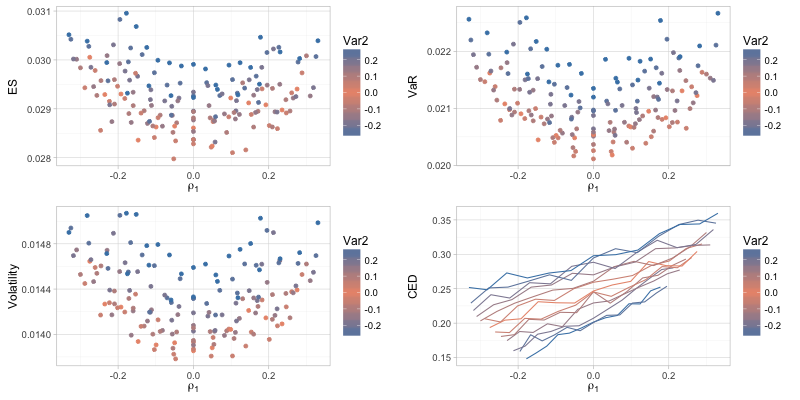 ES
0.031
0.030
0.029
0.028
-0.2 0.0 0.2
ρ1
Var2
0.2
0.1
0.0
-0.1
-0.2
VaR
0.022
0.021
0.020
-0.2 0.0 0.2
ρ1
Var2
0.2
0.1
0.0
-0.1
-0.2
Volatility
0.0148
0.0144
0.0140
-0.2 0.0 0.2
ρ1
Var2
0.2
0.1
0.0
-0.1
-0.2
CED
0.35
0.30
0.25
0.20
0.15
-0.2 0.0 0.2
ρ1
Var2
0.2
0.1
0.0
-0.1
-0.2